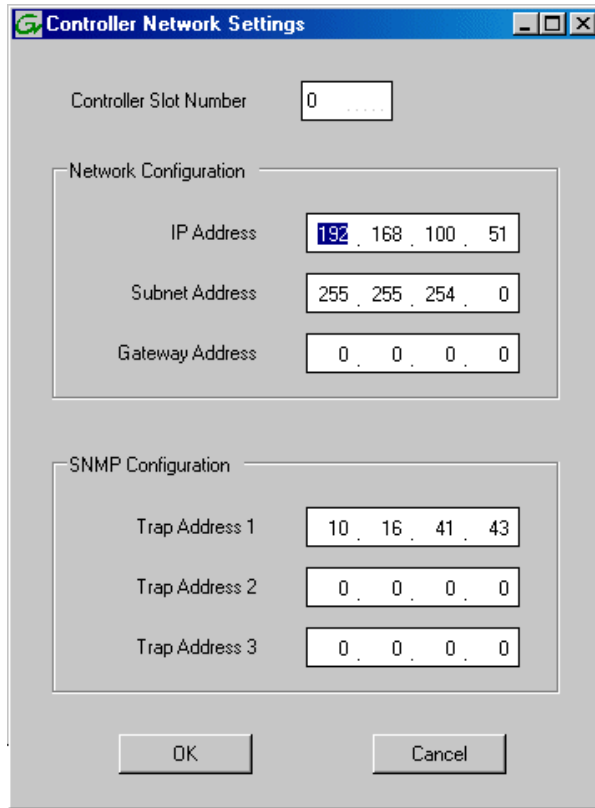 Controller Network Settings
Controller Slot Number 0 .....
Network Configuration
IP Address 192 . 168 . 100 . 51
Subnet Address 255 . 255 . 254 . 0
Gateway Address 0 . 0 . 0 . 0
SNMP Configuration
Trap Address 1 10 . 16 . 41 . 43
Trap Address 2 0 . 0 . 0 . 0
Trap Address 3 0 . 0 . 0 . 0
OK Cancel